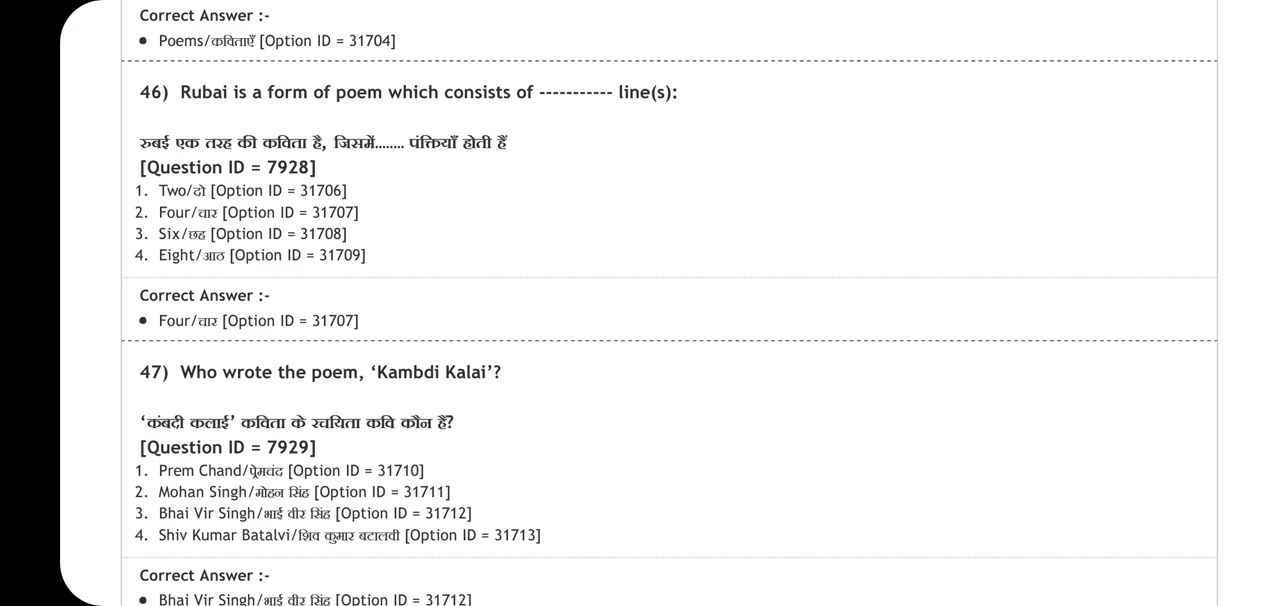 Correct Answer :-
● Poems/कविताएँ [Option ID = 31704]
46) Rubai is a form of poem which consists of ----------- line(s):
रुबई एक तरह की कविता है, जिसमें........ पंक्तियाँ होती हैं
[Question ID = 7928]
1. Two/दो [Option ID = 31706]
2. Four/चार [Option ID = 31707]
3. Six/छह [Option ID = 31708]
4. Eight/आठ [Option ID = 31709]
Correct Answer :-
● Four/चार [Option ID = 31707]
47) Who wrote the poem, ‘Kambdi Kalai’?
‘कंबदी कलाई’ कविता के रचयिता कवि कौन हैं?
[Question ID = 7929]
1. Prem Chand/प्रेमचंद [Option ID = 31710]
2. Mohan Singh/मोहन सिंह [Option ID = 31711]
3. Bhai Vir Singh/भाई वीर सिंह [Option ID = 31712]
4. Shiv Kumar Batalvi/शिव कुमार बटालवी [Option ID = 31713]
Correct Answer :-
● Bhai Vir Singh/भाई वीर सिंह [Option ID = 31712]